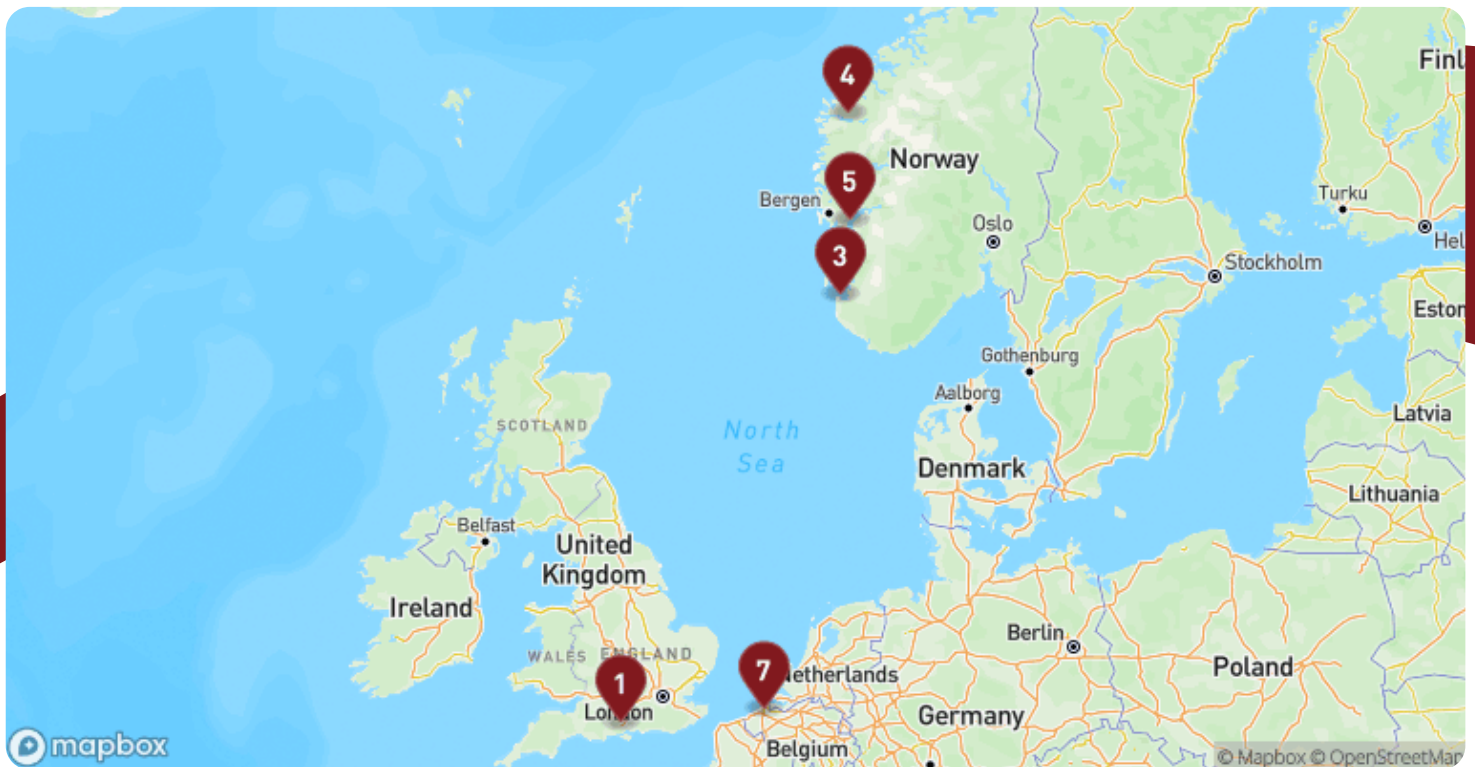 Finl
4
Norway
5
Bergen
Turku
Oslo
Hel
3
Stockholm
Eston
Gothenburg
Aalborg
Latvia
SCOTLAND
North
Sea
Denmark
Lithuania
Belfast
United
Kingdom
Ireland
Berlin
WALES ENGLAND
7
Netherlands
Poland
1
London
Germany
Belgium
mapbox
© Mapbox © OpenStreetMap